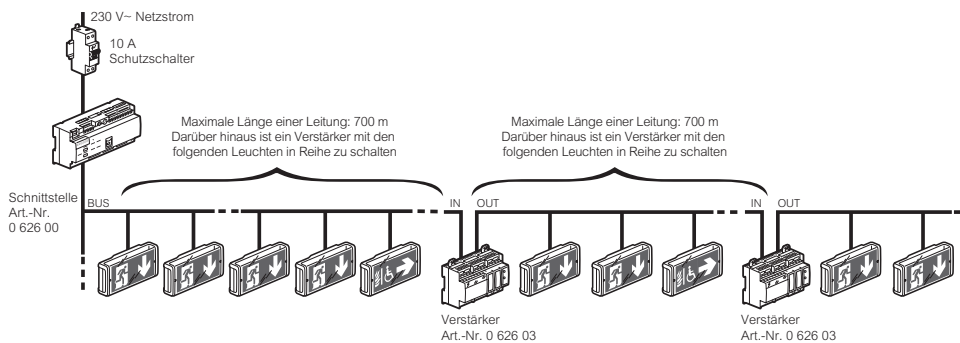 230 V~ Netzstrom
10 A
Schutzschalter
Maximale Länge einer Leitung: 700 m
Darüber hinaus ist ein Verstärker mit den
folgenden Leuchten in Reihe zu schalten
Maximale Länge einer Leitung: 700 m
Darüber hinaus ist ein Verstärker mit den
folgenden Leuchten in Reihe zu schalten
Schnittstelle
Art.-Nr.
0 626 00
BUS
IN
OUT
IN
OUT
Verstärker
Art.-Nr. 0 626 03
Verstärker
Art.-Nr. 0 626 03